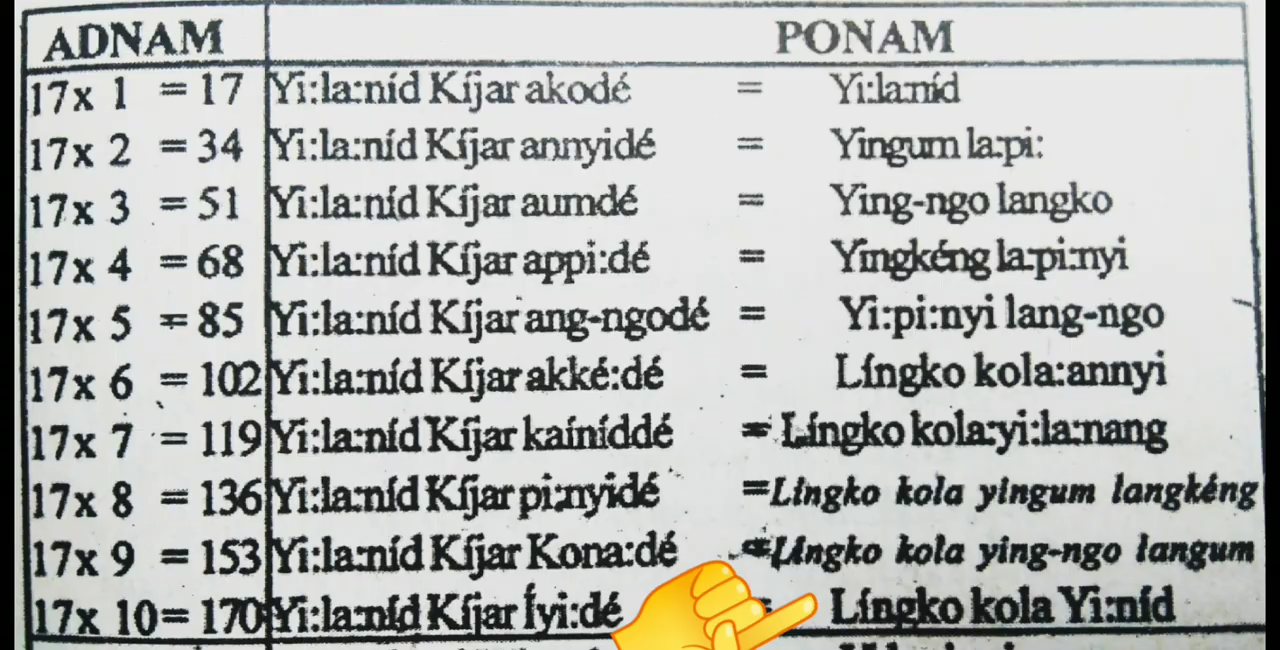 ADNAM PONAM
17x 1 = 17 Yi:la:níd Kíjar akodé = Yi:la:níd
17x 2 = 34 Yi:la:níd Kíjar annyidé = Yingum la:pi:
17x 3 = 51 Yi:la:níd Kíjar aumdé = Ying-ngo langko
17x 4 = 68 Yi:la:níd Kíjar appi:dé = Yingkéng la:pi:nyi
17x 5 = 85 Yi:la:níd Kíjar ang-ngodé = Yi:pi:nyi lang-ngo
17x 6 = 102 Yi:la:níd Kíjar akké:dé = Língko kola:annyi
17x 7 = 119 Yi:la:níd Kíjar kainíddé = Língko kola:yi:la:nang
17x 8 = 136 Yi:la:níd Kíjar pi:nyidé =Língko kola yingum langkéng
17x 9 = 153 Yi:la:níd Kíjar Kona:dé =Língko kola ying-ngo langum
17x 10= 170 Yi:la:níd Kíjar Íyi:dé = Língko kola Yi:níd